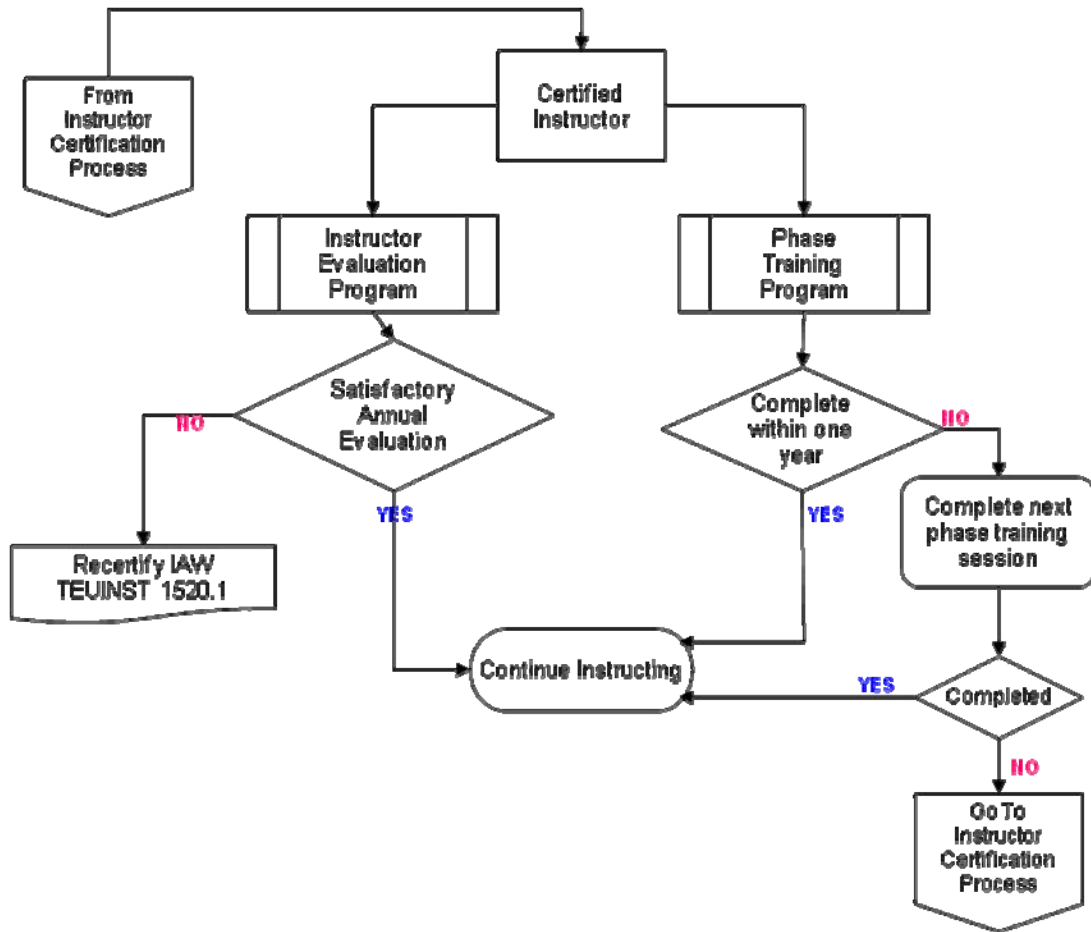 From
Instructor
Certification
Process
Certified
Instructor
Instructor
Evaluation
Program
Phase
Training
Program
Satisfactory
Annual
Evaluation
NO
YES
Complete
within one
year
NO
YES
Recertify IAW
TEUINST 1520.1
Complete next
phase training
session
Continue Instructing
YES
Completed
NO
Go To
Instructor
Certification
Process